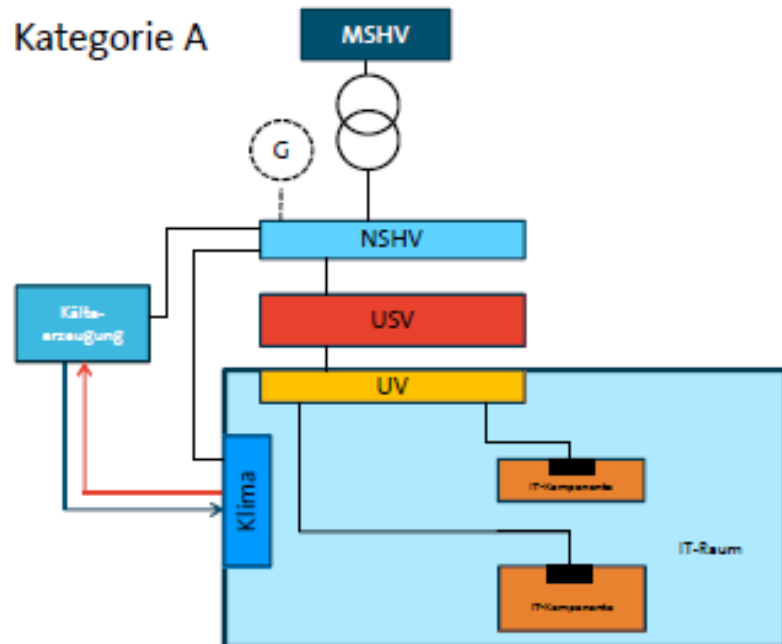 Kategorie A
MSHV
G
NSHV
Kälte-
erzeugung
USV
UV
Klima
IT-Komponente
IT-Raum
IT-Komponente